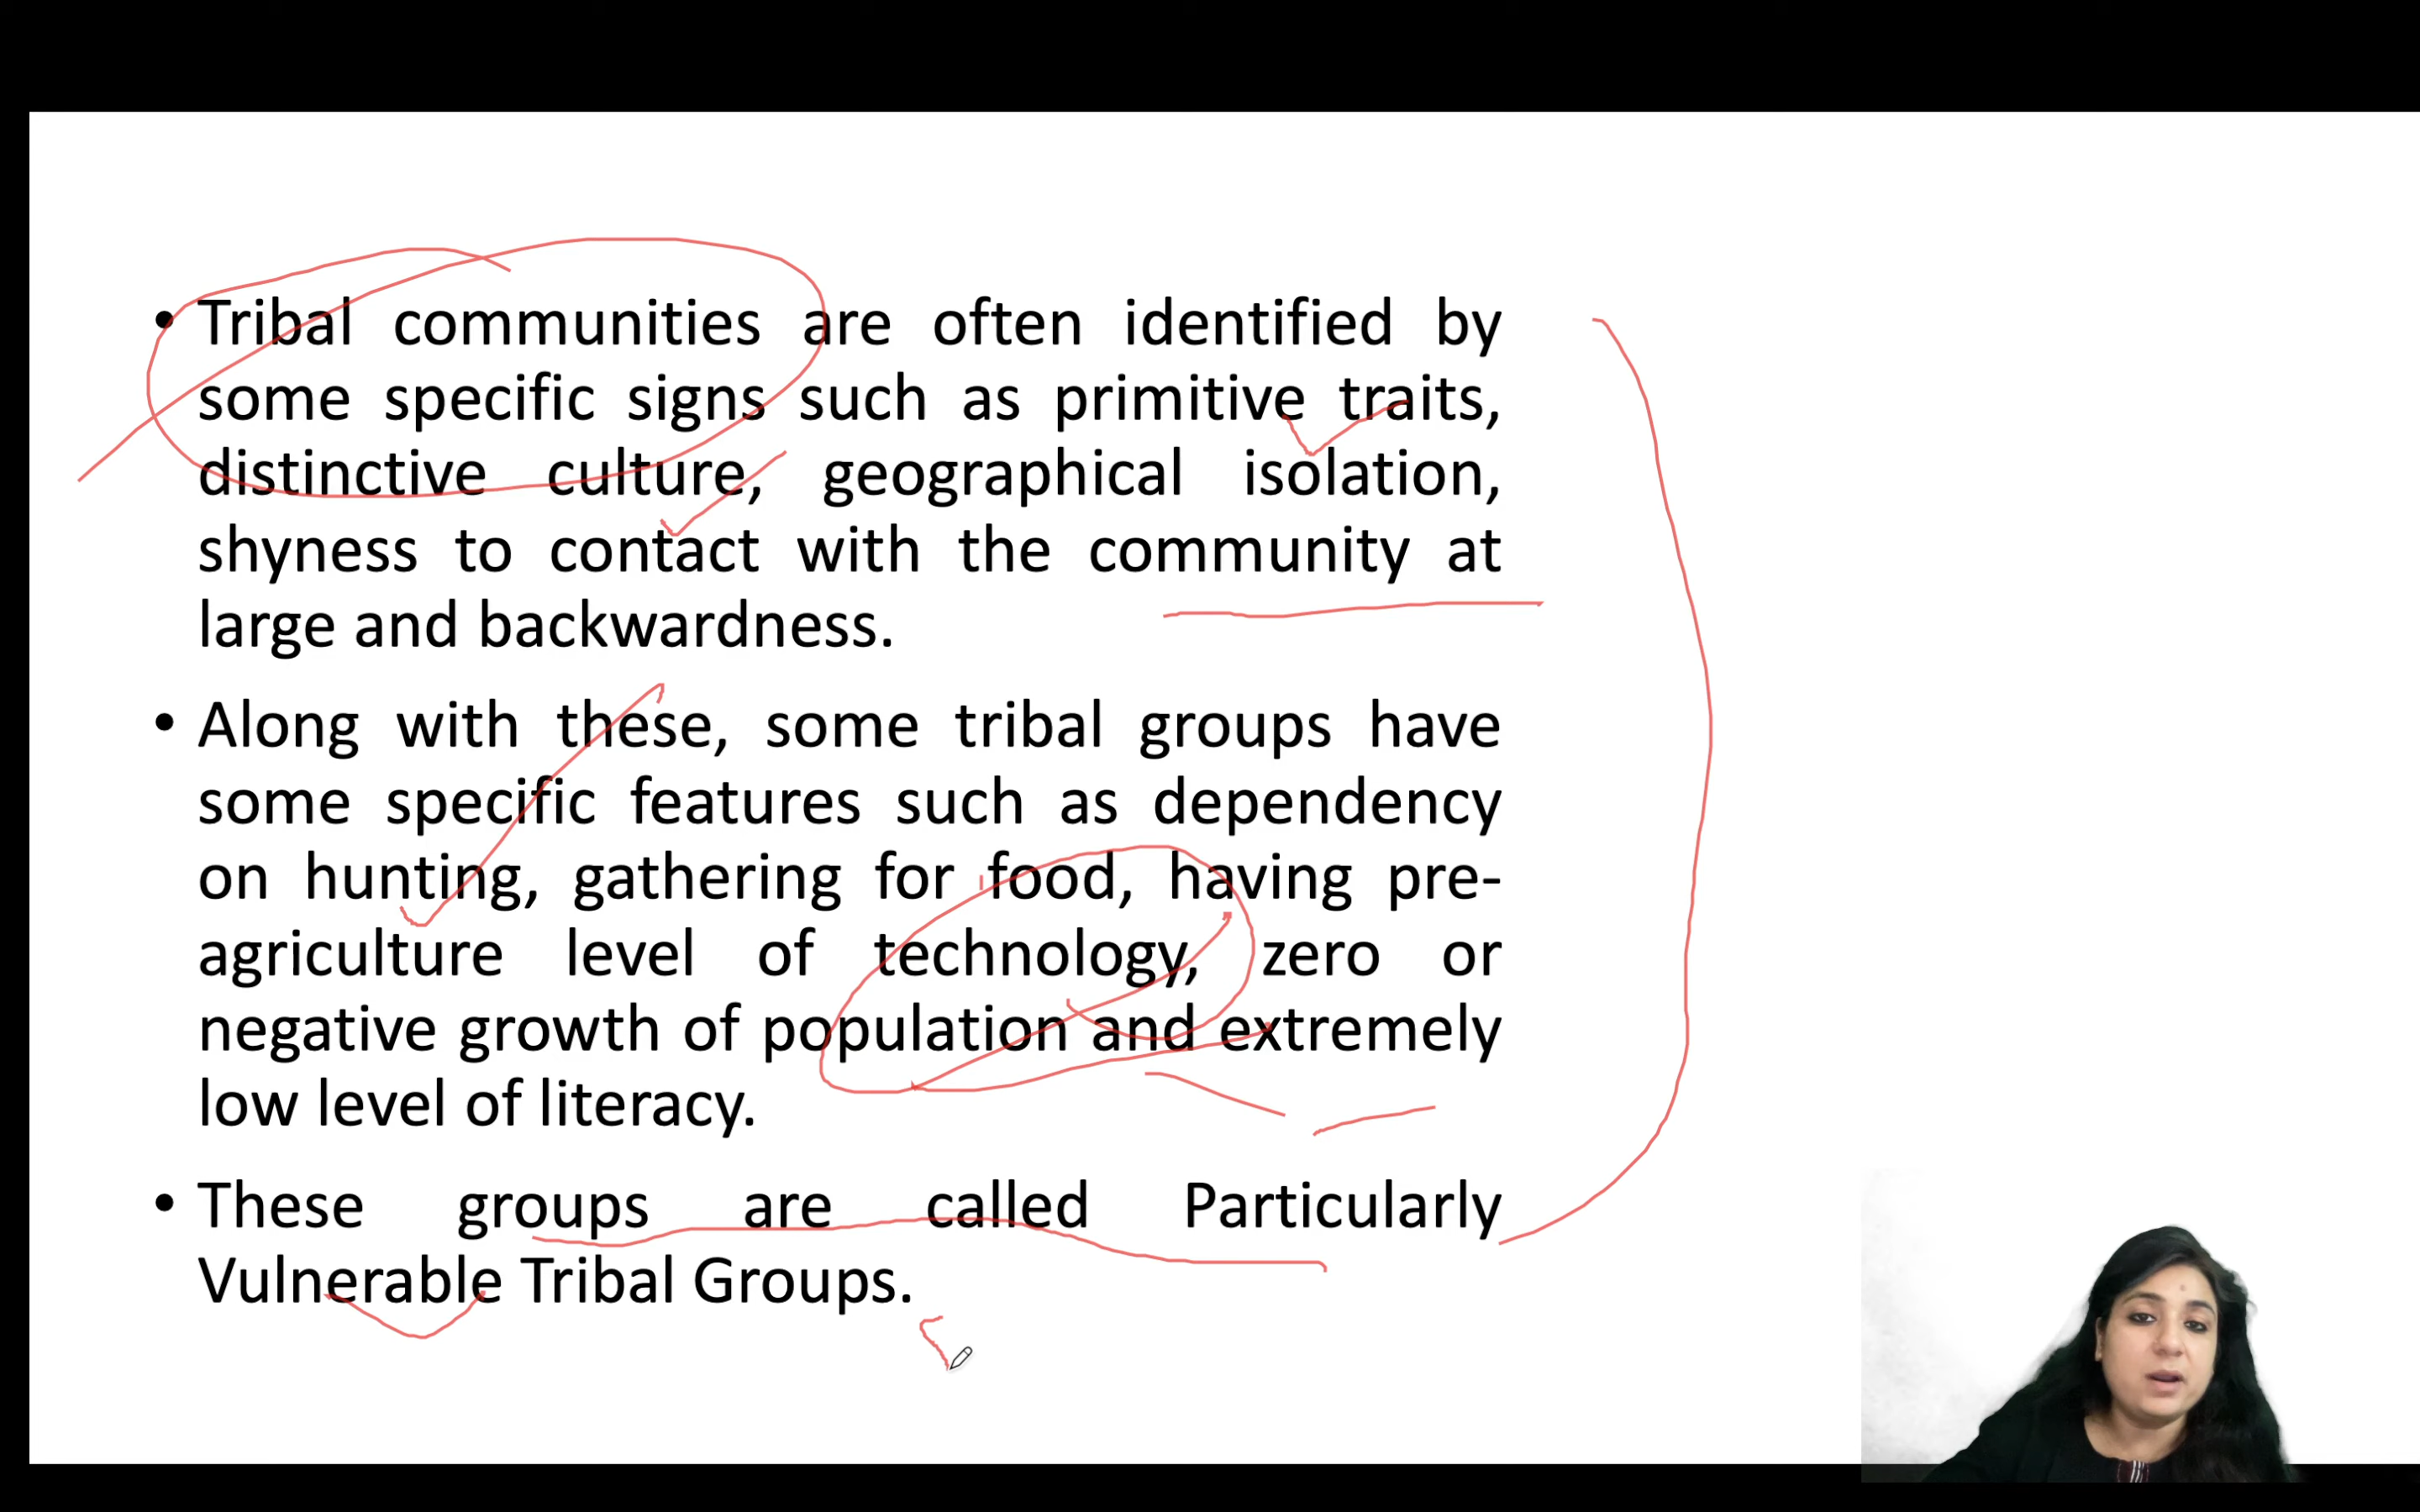 • Tribal communities are often identified by
some specific signs such as primitive traits,
distinctive culture, geographical isolation,
shyness to contact with the community at
large and backwardness.
• Along with these, some tribal groups have
some specific features such as dependency
on hunting, gathering for food, having pre-
agriculture level of technology, zero or
negative growth of population and extremely
low level of literacy.
• These groups are called Particularly
Vulnerable Tribal Groups.